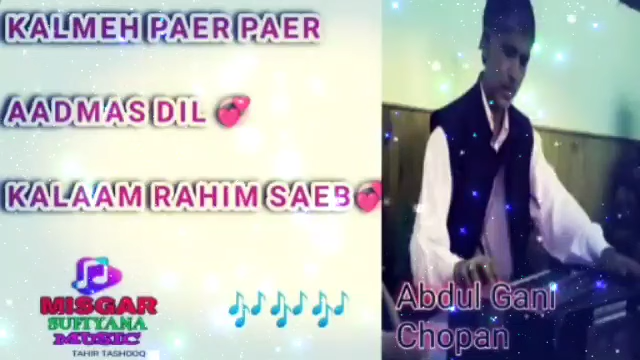 KALMEH PAER PAER
AADMAS DIL 💞
KALAAM RAHIM SAEB💞
MISGAR
SUFIYANA
MUSIC
TAHIR TASHOOQ
🎶🎶🎶
Abdul Gani
Chopan